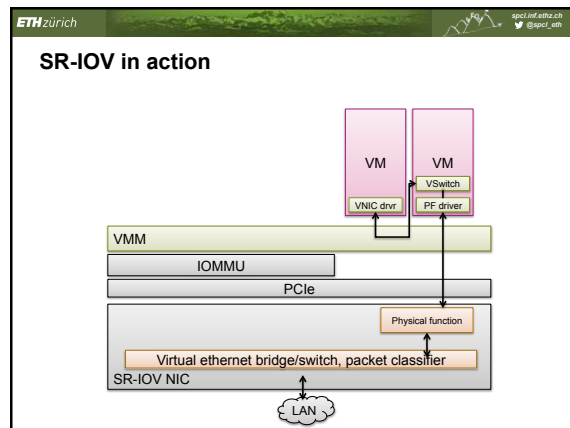 ETHzürich
spcl.inf.ethz.ch
@spcl_eth
SR-IOV in action
VM
VM
VSwitch
VNIC drvr
PF driver
VMM
IOMMU
PCIe
Physical function
Virtual ethernet bridge/switch, packet classifier
SR-IOV NIC
LAN